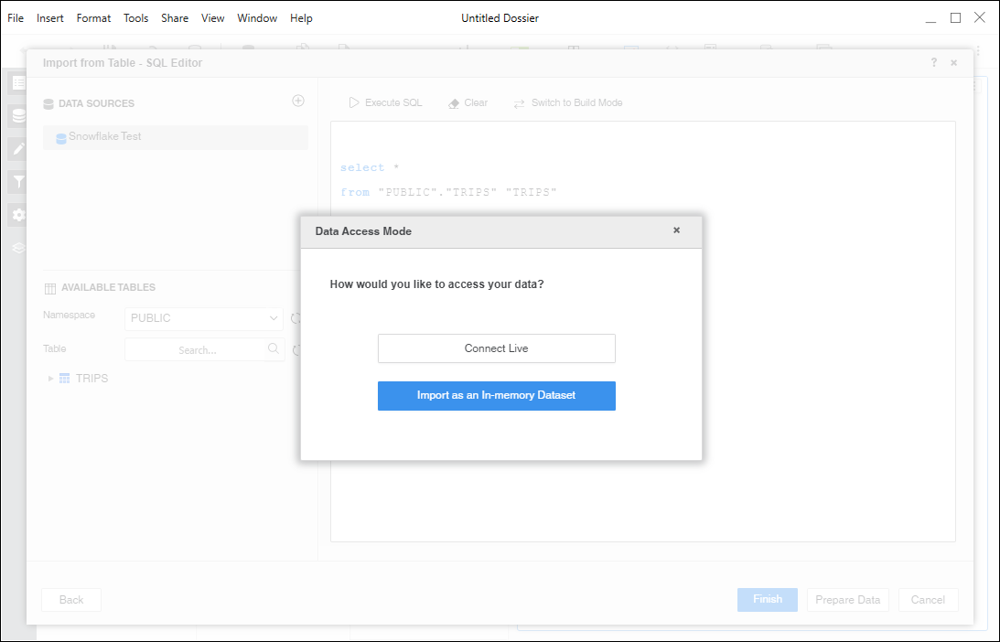 File Insert Format Tools Share View Window Help Untitled Dossier
Import from Table - SQL Editor ?
DATA SOURCES
Snowflake Test
Execute SQL Clear Switch to Build Mode
select *
from "PUBLIC"."TRIPS" "TRIPS"
Data Access Mode
How would you like to access your data?
Connect Live
Import as an In-memory Dataset
AVAILABLE TABLES
Namespace PUBLIC
Table Search...
TRIPS
Back Finish Prepare Data Cancel